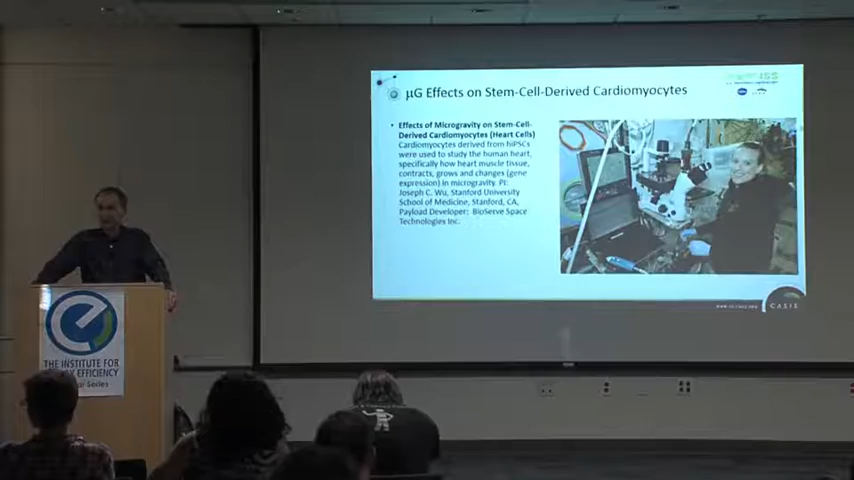 µG Effects on Stem-Cell-Derived Cardiomyocytes
• Effects of Microgravity on Stem-Cell-
Derived Cardiomyocytes (Heart Cells)
Cardiomyocytes derived from hiPSCs
were used to study the human heart,
specifically how heart muscle tissue,
contracts, grows and changes (gene
expression) in microgravity. PI:
Joseph C. Wu, Stanford University
School of Medicine, Stanford, CA,
Payload Developer: BioServe Space
Technologies Inc.
CASIS
THE INSTITUTE FOR
EFFICIENCY
Series